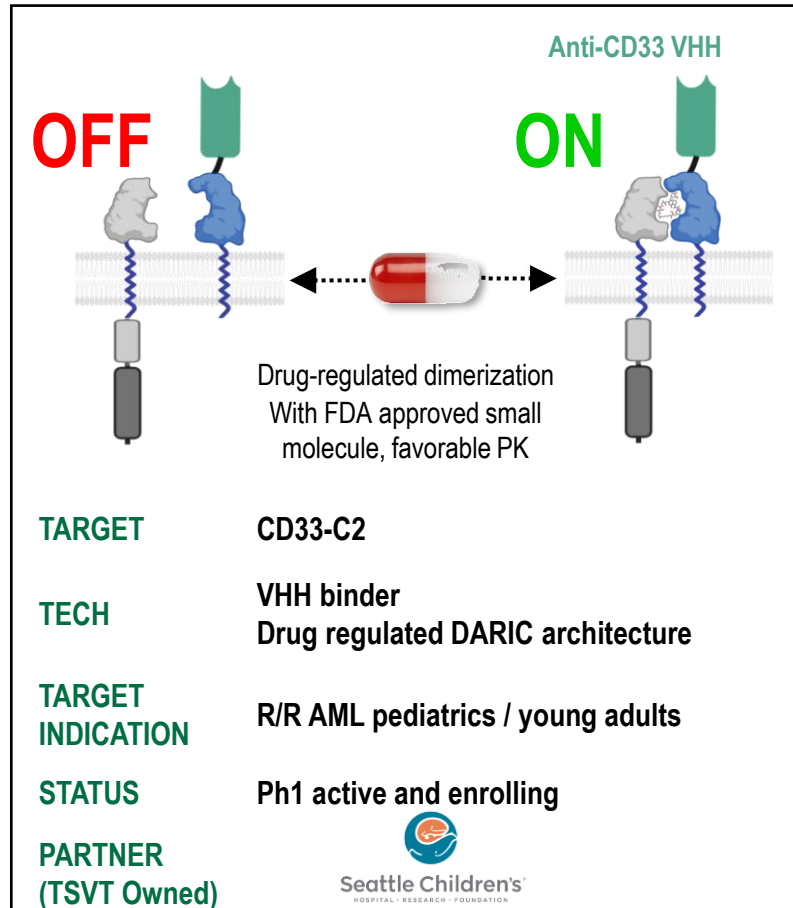 Anti-CD33 VHH
OFF
ON
Drug-regulated dimerization
With FDA approved small
molecule, favorable PK
TARGET
CD33-C2
TECH
VHH binder
Drug regulated DARIC architecture
TARGET
INDICATION
R/R AML pediatrics / young adults
STATUS
Ph1 active and enrolling
PARTNER
(TSVT Owned)
Seattle Children's®
HOSPITAL • RESEARCH • FOUNDATION